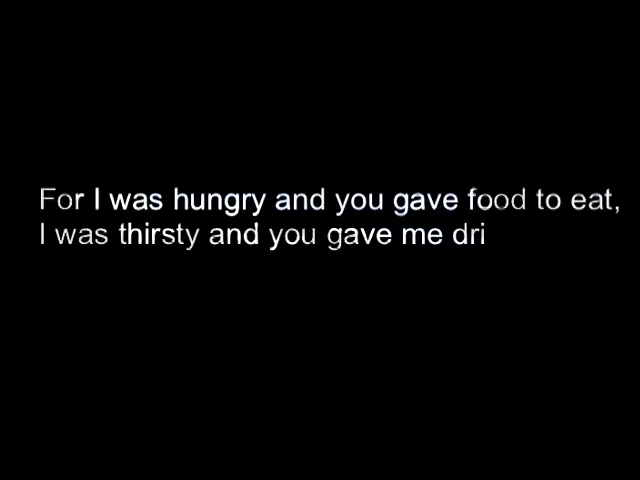 For I was hungry and you gave food to eat,
I was thirsty and you gave me dri